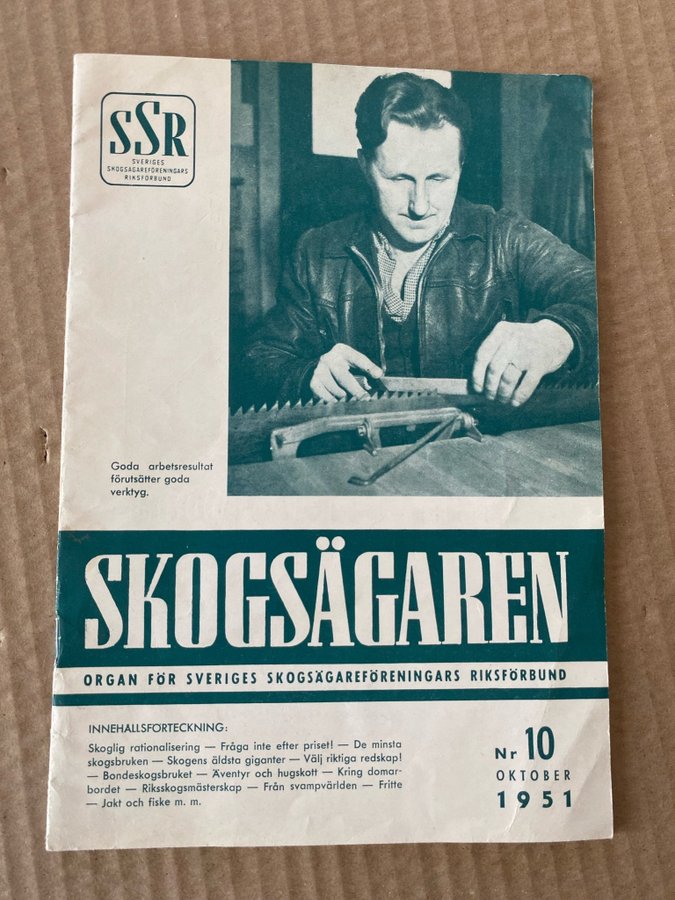 SSR
SVERIGES
SKOGSÄGAREFÖRENINGARS
RIKSFÖRBUND
Goda arbetsresultat
förutsätter goda
verktyg.
SKOGSÄGAREN
ORGAN FÖR SVERIGES SKOGSÄGAREFÖRENINGARS RIKSFÖRBUND
INNEHALLSFÖRTECKNING:
Skoglig rationalisering — Fråga inte efter priset! — De minsta
skogsbruken — Skogens äldsta giganter — Välj riktiga redskap!
— Bondeskogsbruket — Äventyr och hugskott — Kring domar-
bordet — Riksskogsmästerskap — Från svampvärlden — Fritte
— Jakt och fiske m. m.
Nr 10
OKTOBER
1951